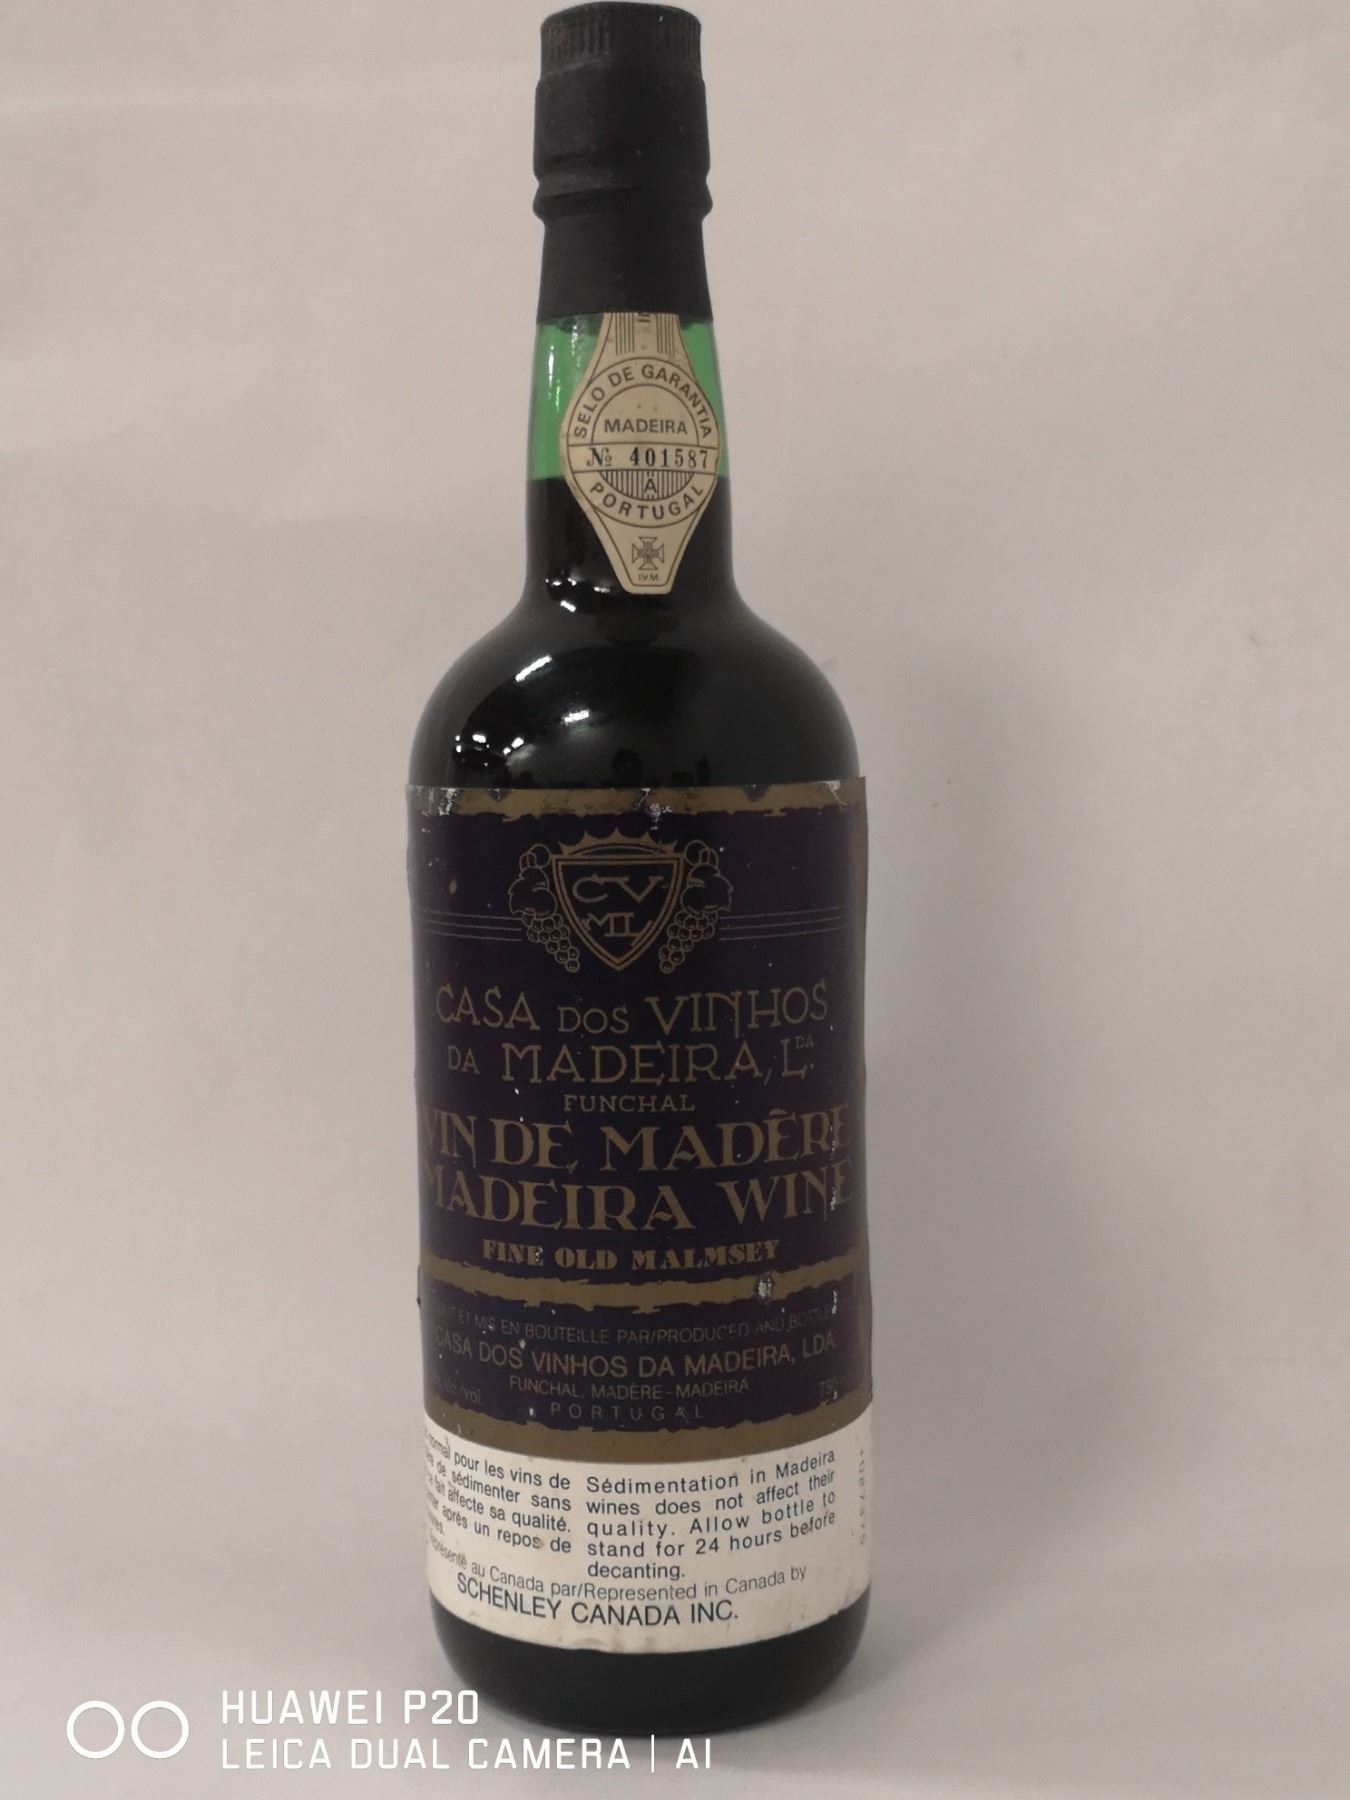 SELO DE GARANTIA
MADEIRA
№ 401587
A
PORTUGAL
IVM.
CV
ML
CASA DOS VINHOS
DA MADEIRA, LDA.
FUNCHAL
VIN DE MADÈRE
MADEIRA WINE
FINE OLD MALMSEY
ET MIS EN BOUTEILLE PAR/PRODUCED AND
CASA DOS VINHOS DA MADEIRA, LDA
FUNCHAL, MADÈRE - MADEIRA
PORTUGAL
normal pour les vins de
de sédimenter sans
fait affecte sa qualité.
après un repos de
Sédimentation in Madeira
wines does not affect their
quality. Allow bottle to
stand for 24 hours before
decanting.
au Canada par/Represented in Canada by
SCHENLEY CANADA INC.
HUAWEI P20
LEICA DUAL CAMERA | AI